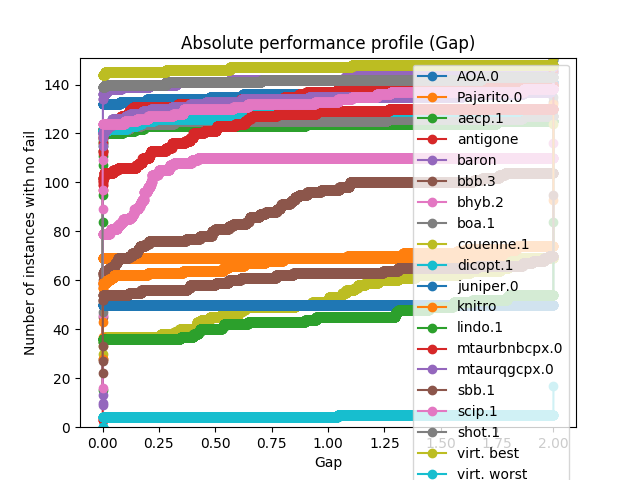 Absolute performance profile (Gap)
Number of instances with no fail
140
120
100
80
60
40
20
0
0.00 0.25 0.50 0.75 1.00 1.25 1.50 1.75 2.00
Gap
AOA.0
Pajarito.0
aecp.1
antigone
baron
bbb.3
bhyb.2
boa.1
couenne.1
dicopt.1
juniper.0
knitro
lindo.1
mtaurbnbcpx.0
mtaurqgcpx.0
sbb.1
scip.1
shot.1
virt. best
virt. worst